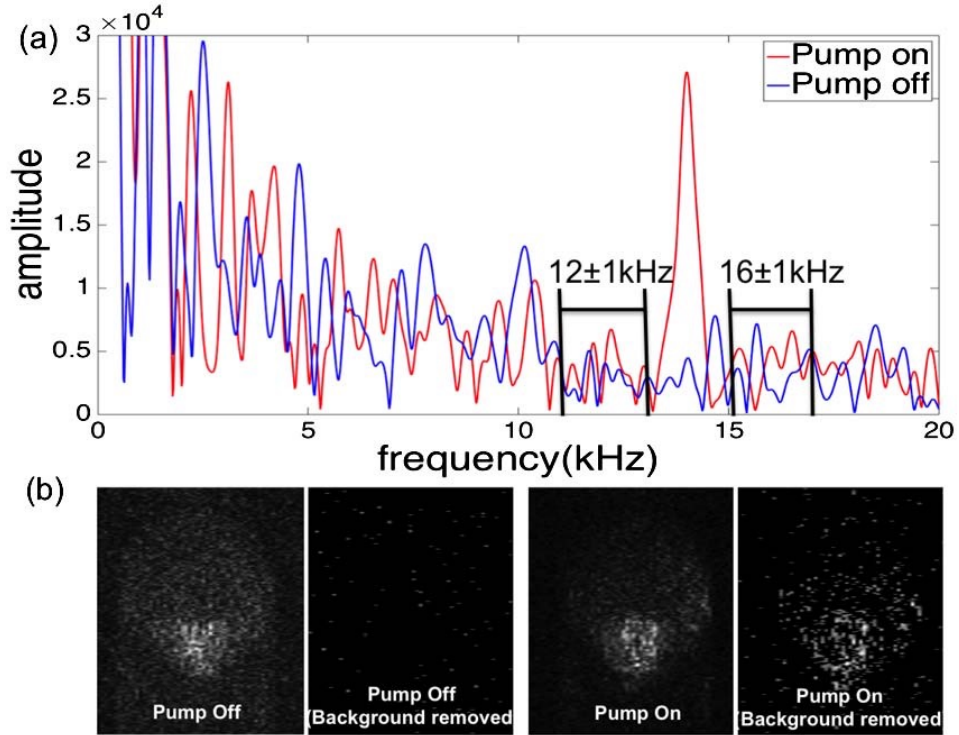 (a)
×10⁴
3
2.5
2
1.5
1
0.5
0
amplitude
Pump on
Pump off
12±1kHz
16±1kHz
0 5 10 15 20
frequency(kHz)
(b)
Pump Off
Pump Off
(Background removed
Pump On
Pump On
(Background removed)